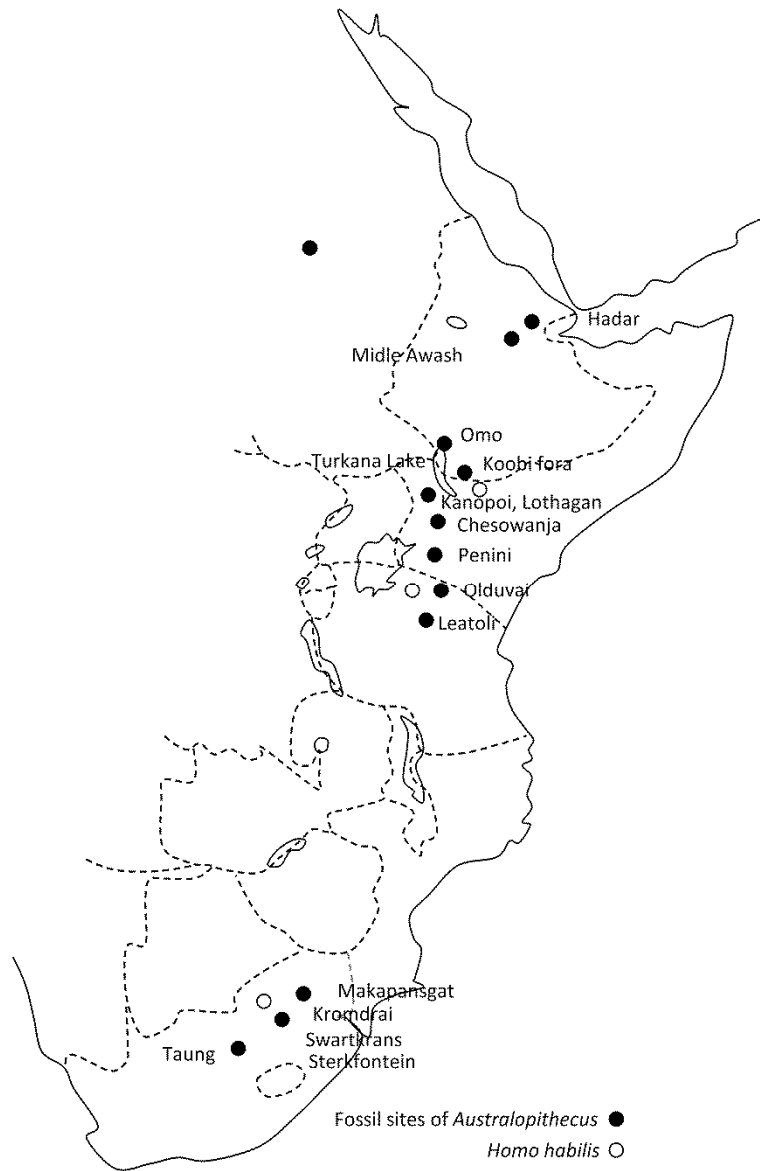 Hadar
Midle Awash
Omo
Turkana Lake
Koobi fora
Kanopoi, Lothagan
Chesowanja
Penini
Olduvai
Leatoli
Makapansgat
Kromdrai
Swartkrans
Taung
Sterkfontein
Fossil sites of Australopithecus
Homo habilis